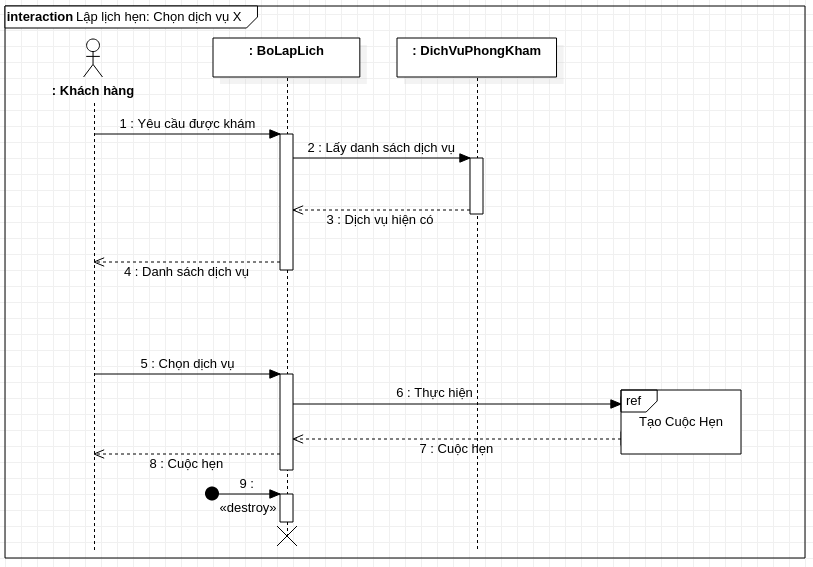 interaction Lập lịch hẹn: Chọn dịch vụ X
: Khách hàng
: BoLapLich
: DichVuPhongKham
1 : Yêu cầu được khám
2 : Lấy danh sách dịch vụ
3 : Dịch vụ hiện có
4 : Danh sách dịch vụ
5 : Chọn dịch vụ
6 : Thực hiện
ref
Tạo Cuộc Hẹn
7 : Cuộc hẹn
8 : Cuộc hẹn
9 :
«destroy»